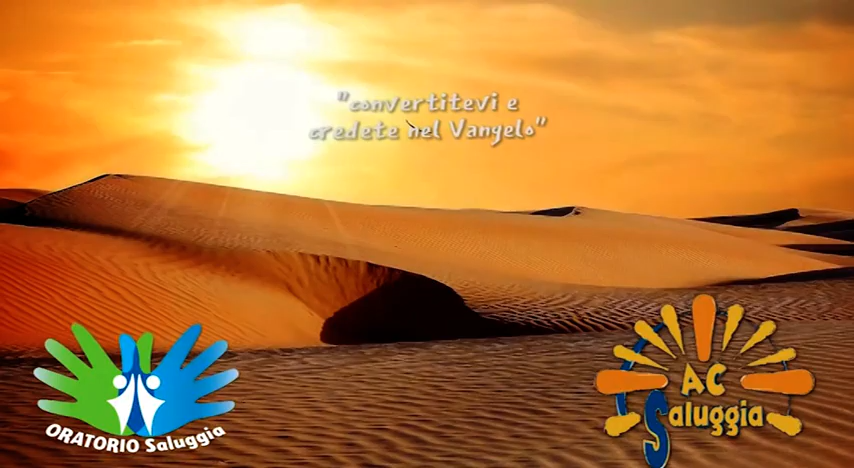 "convertitevi e
credete nel Vangelo"
ORATORIO Saluggia
AC
Saluggia